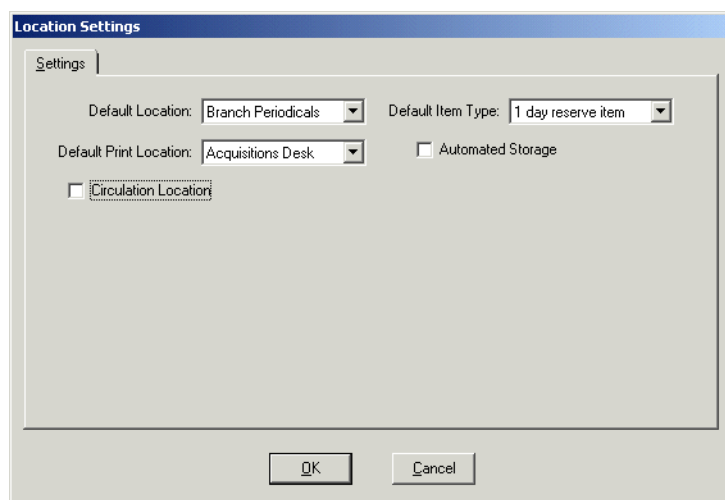 Location Settings
Settings
Default Location: Branch Periodicals Default Item Type: 1 day reserve item
Default Print Location: Acquisitions Desk Automated Storage
Circulation Location
OK Cancel